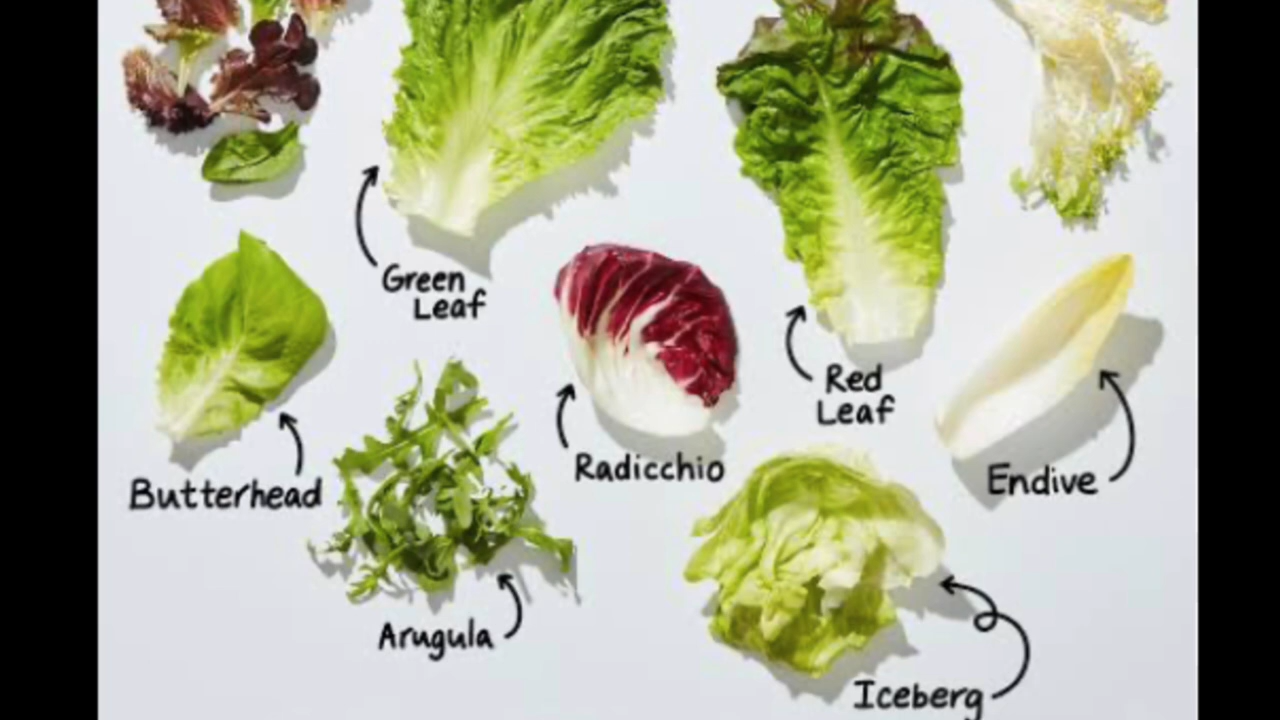 Green
Leaf
Red
Leaf
Radicchio
Endive
Butterhead
Arugula
Iceberg